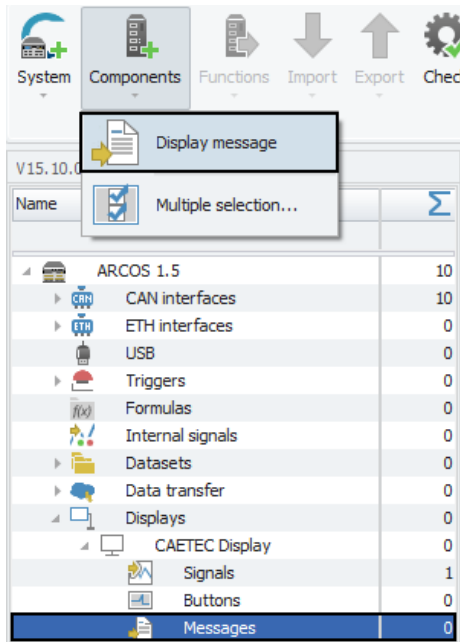 System Components Functions Import Export Chec
Display message
V15.10.0
Multiple selection...
Name Σ
ARCOS 1.5 10
CAN CAN interfaces 10
ETH ETH interfaces 0
USB 0
Triggers 0
f(x) Formulas 0
Internal signals 0
Datasets 0
Data transfer 0
Displays 0
CAETEC Display 0
Signals 1
Buttons 0
Messages 0